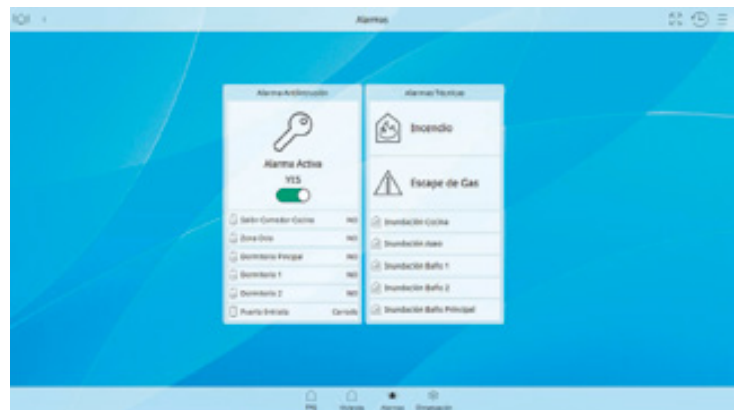 Alarmas
Alarma Antiintrusión
Alarma Activa
YES
Salón Comedor Cocina NO
Zona Ocio NO
Dormitorio Principal NO
Dormitorio 1 NO
Dormitorio 2 NO
Puerta Entrada Cerrada
Alarmas Técnicas
Incendio
Escape de Gas
Inundación Cocina
Inundación Aseo
Inundación Baño 1
Inundación Baño 2
Inundación Baño Principal
Vivienda Alarmas